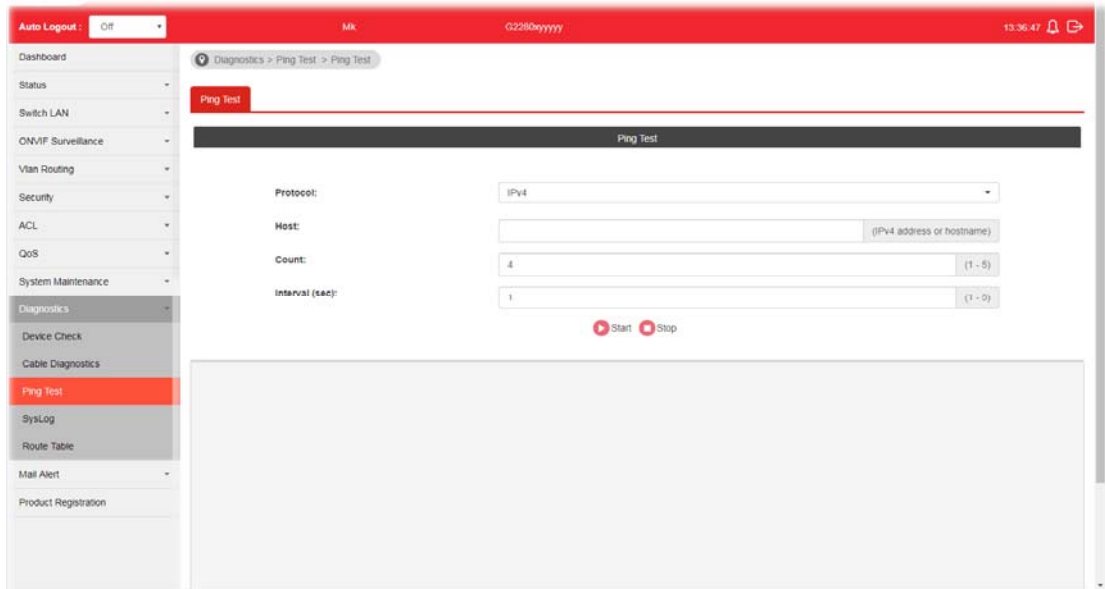 Auto Logout : Off Mk G2280xyyyyy 13:36:47
Dashboard
Status
Switch LAN
ONVIF Surveillance
Vlan Routing
Security
ACL
QoS
System Maintenance
Diagnostics
Device Check
Cable Diagnostics
Ping Test
SysLog
Route Table
Mail Alert
Product Registration
Diagnostics > Ping Test > Ping Test
Ping Test
Ping Test
Protocol: IPv4
Host: (IPv4 address or hostname)
Count: 4 (1 - 5)
Interval (sec): 1 (1 - 0)
Start Stop